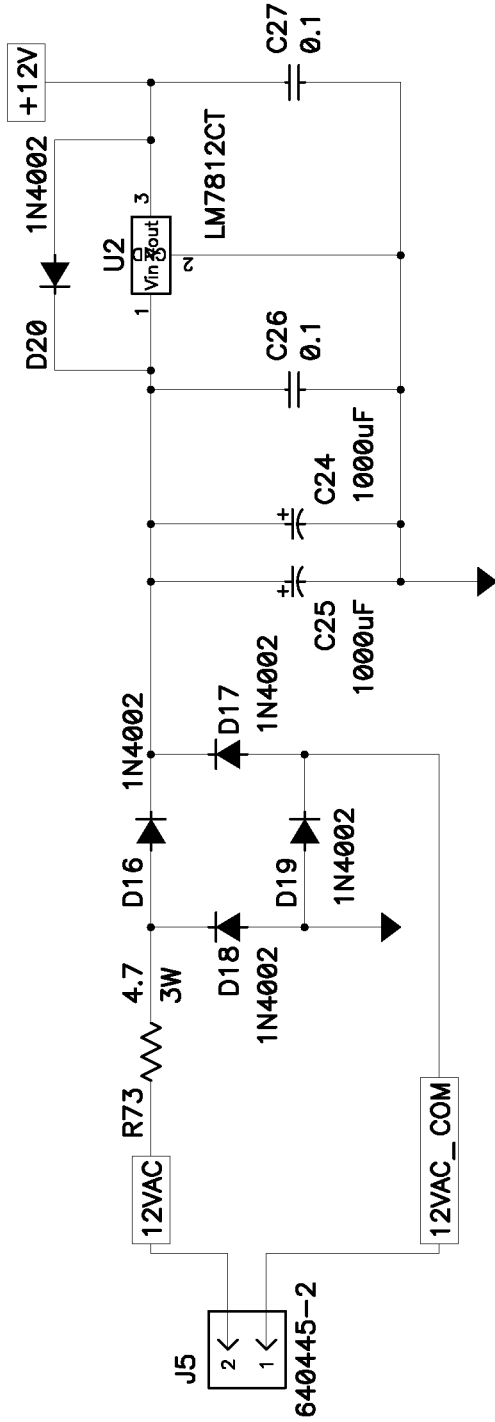 J5
2
1
640445-2
12VAC
12VAC_COM
R73
4.7
3W
D16
1N4002
D18
1N4002
D19
1N4002
D17
1N4002
C25
1000uF
C24
1000uF
C26
0.1
D20
1N4002
U2
1
Vin
Vout
3
2
LM7812CT
+12V
C27
0.1